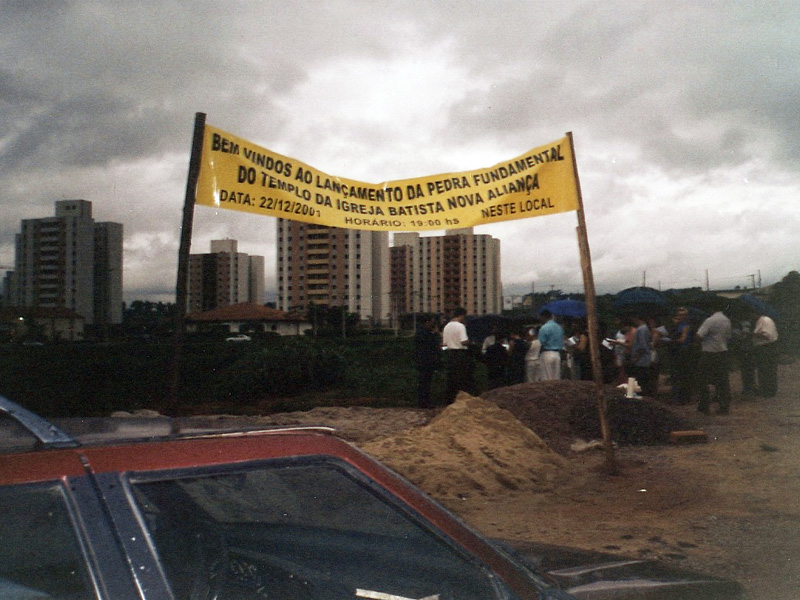 BEM VINDOS AO LANÇAMENTO DA PEDRA FUNDAMENTAL
DO TEMPLO DA IGREJA BATISTA NOVA ALIANÇA
DATA: 22/12/2003 HORÁRIO: 19:00 hs NESTE LOCAL